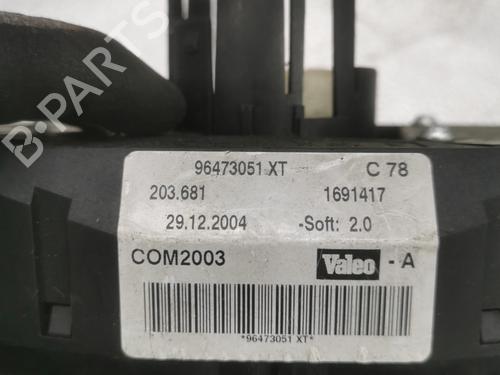 B-PARTS
96473051 XT C 78
203.681 1691417
29.12.2004 -Soft: 2.0
COM2003 Valeo - A
*96473051 XT*